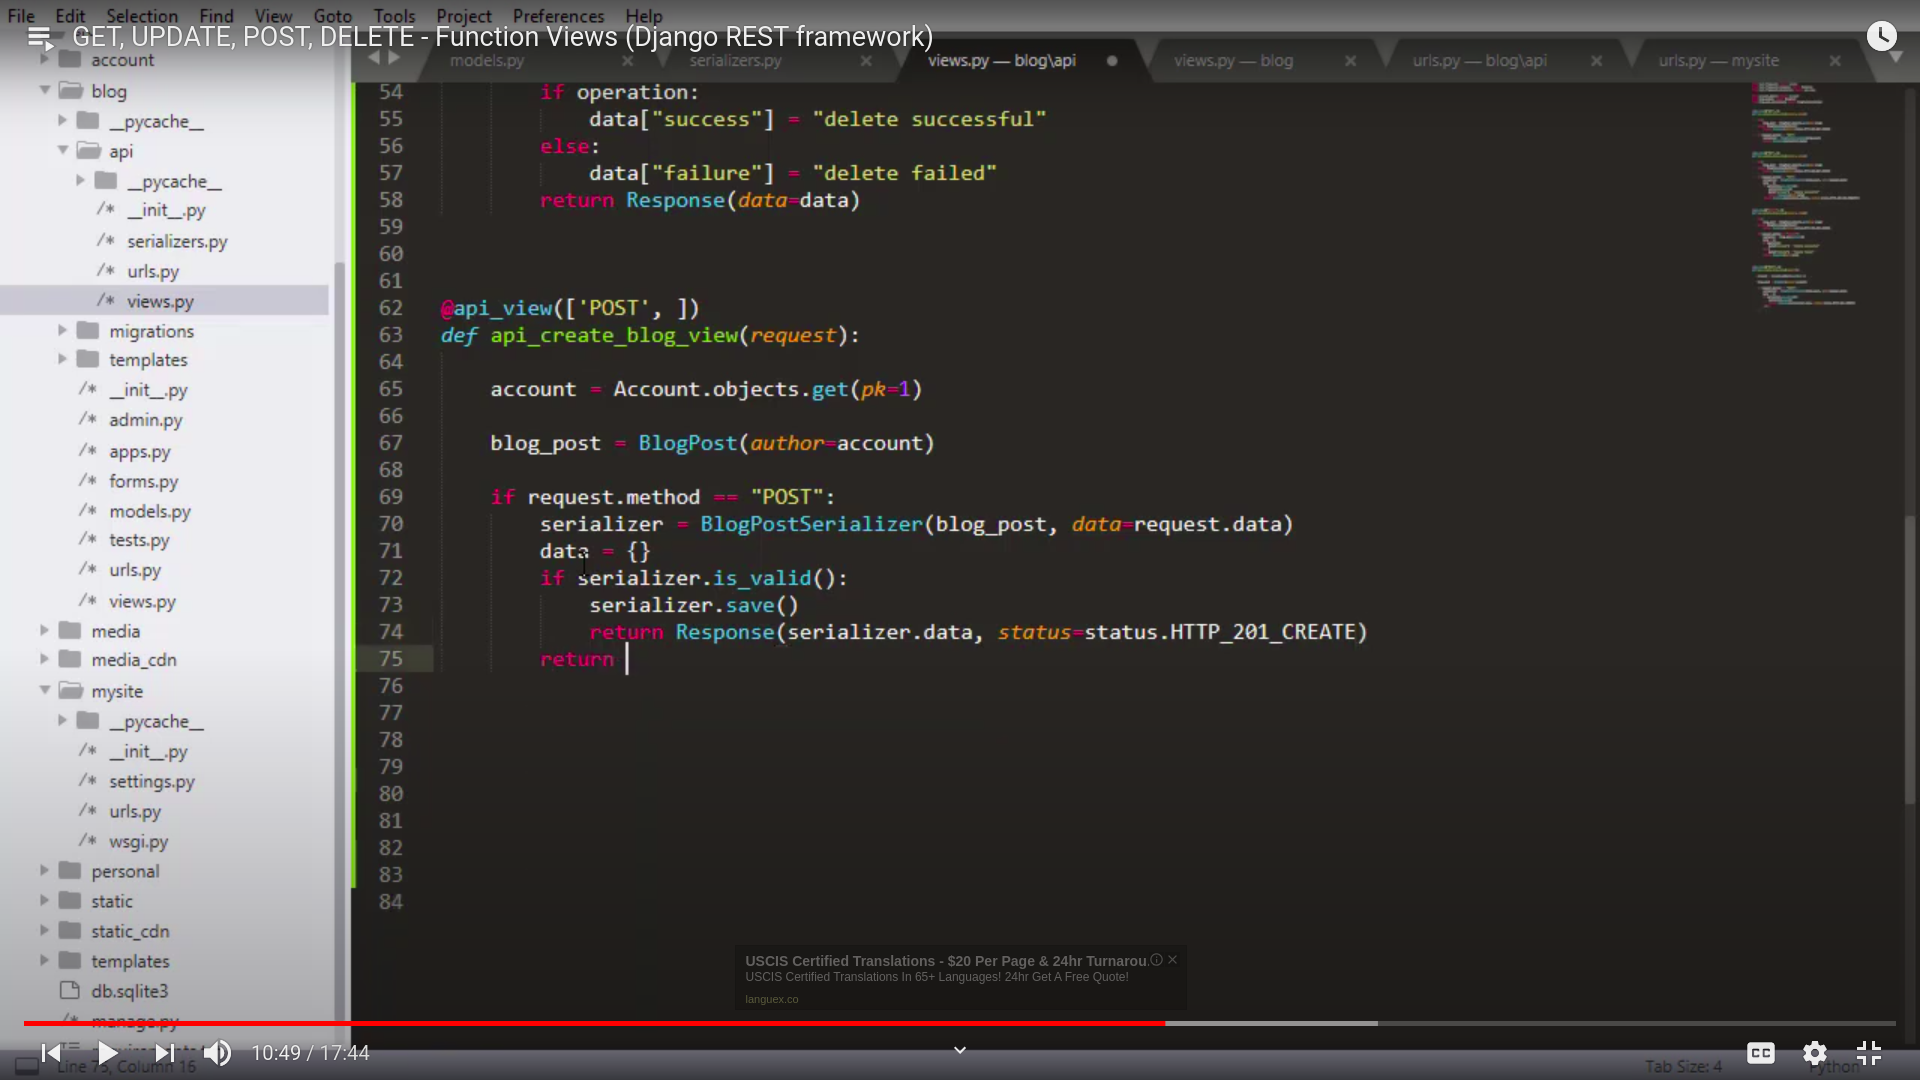 File Edit Selection Find View Goto Tools Project Preferences Help
GET, UPDATE, POST, DELETE - Function Views (Django REST framework)
models.py
serializers.py
views.py — blog\api
views.py — blog
urls.py — blog\api
urls.py — mysite
account
blog
__pycache__
api
__pycache__
/* __init__.py
/* serializers.py
/* urls.py
/* views.py
migrations
templates
/* __init__.py
/* admin.py
/* apps.py
/* forms.py
/* models.py
/* tests.py
/* urls.py
/* views.py
media
media_cdn
mysite
__pycache__
/* __init__.py
/* settings.py
/* urls.py
/* wsgi.py
personal
static
static_cdn
templates
db.sqlite3
/* manage.py
54 if operation:
55 data["success"] = "delete successful"
56 else:
57 data["failure"] = "delete failed"
58 return Response(data=data)
59
60
61
62 @api_view(['POST', ])
63 def api_create_blog_view(request):
64
65 account = Account.objects.get(pk=1)
66
67 blog_post = BlogPost(author=account)
68
69 if request.method == "POST":
70 serializer = BlogPostSerializer(blog_post, data=request.data)
71 data = {}
72 if serializer.is_valid():
73 serializer.save()
74 return Response(serializer.data, status=status.HTTP_201_CREATE)
75 return
76
77
78
79
80
81
82
83
84
USCIS Certified Translations - $20 Per Page & 24hr Turnarou.
USCIS Certified Translations In 65+ Languages! 24hr Get A Free Quote!
languex.co
10:49 / 17:44
CC
Line 75, Column 16
Tab Size: 4
Python